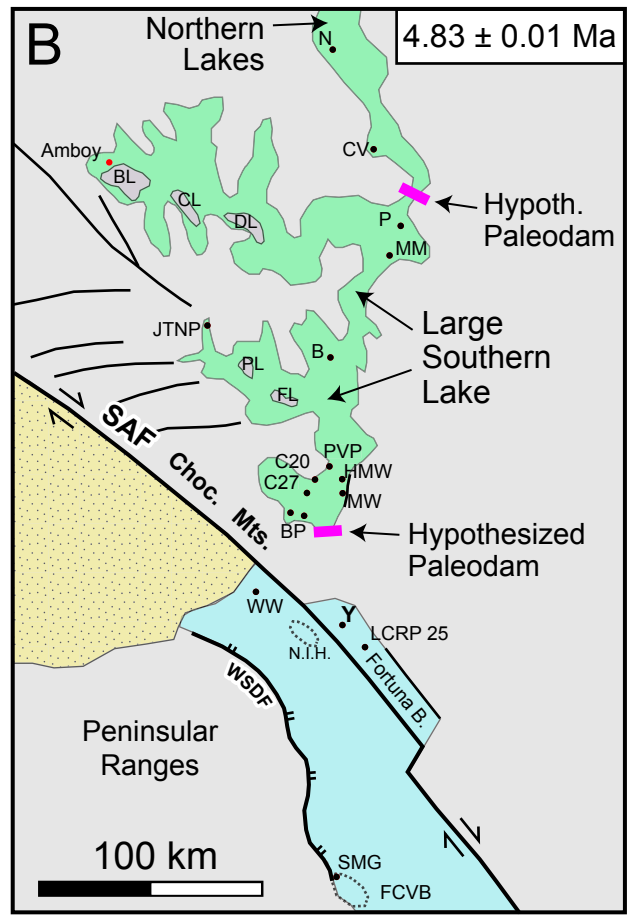 B
Northern
Lakes
4.83 ± 0.01 Ma
N
CV
Amboy
BL
CL
DL
Hypoth.
Paleodam
P
MM
JTNP
Large
Southern
Lake
B
PL
FL
SAF
Choc. Mts.
PVP
C20
HMW
C27
IMW
BP
Hypothesized
Paleodam
WW
Y
LCRP 25
N.I.H.
Fortuna B.
WSDF
Peninsular
Ranges
100 km
SMG
FCVB